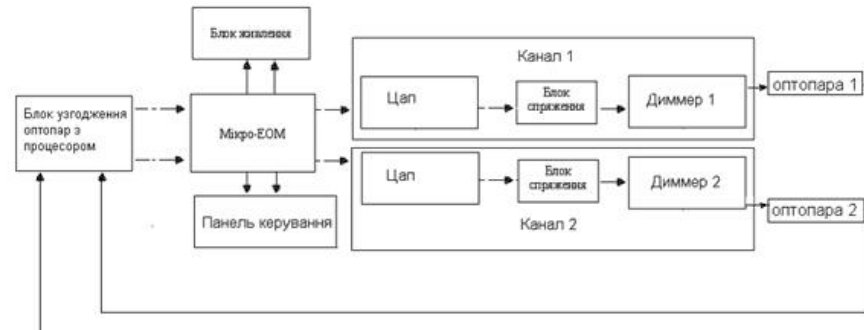 Блок живлення
Канал 1
Цап
Блок
спряження
Диммер 1
оптопара 1
Блок узгодження
оптопар з
процесором
Мікро-ЕОМ
Цап
Блок
спряження
Диммер 2
оптопара 2
Панель керування
Канал 2